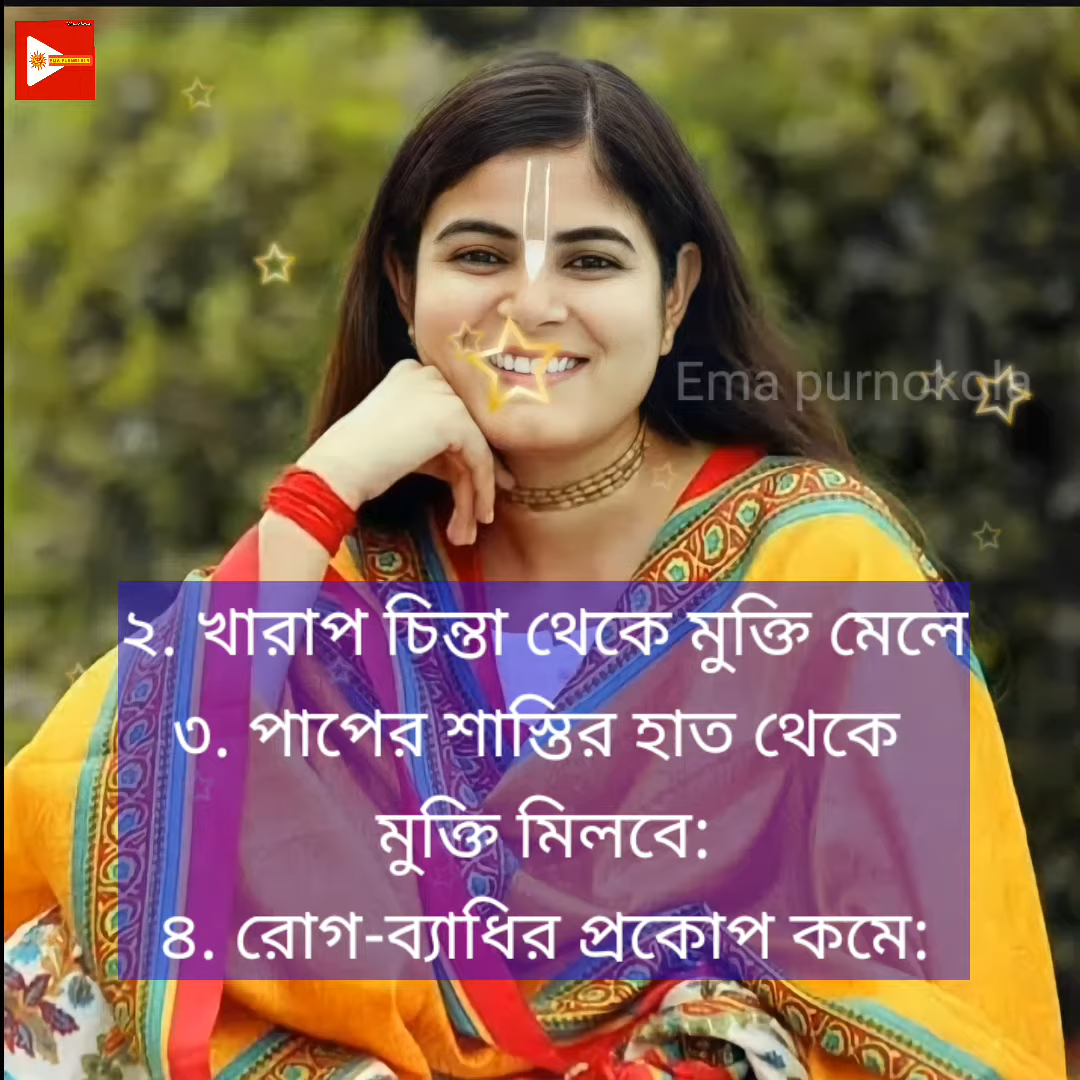 Ema purnokola
২. খারাপ চিন্তা থেকে মুক্তি মেলে
৩. পাপের শাস্তির হাত থেকে
মুক্তি মিলবে:
৪. রোগ-ব্যাধির প্রকোপ কমে: